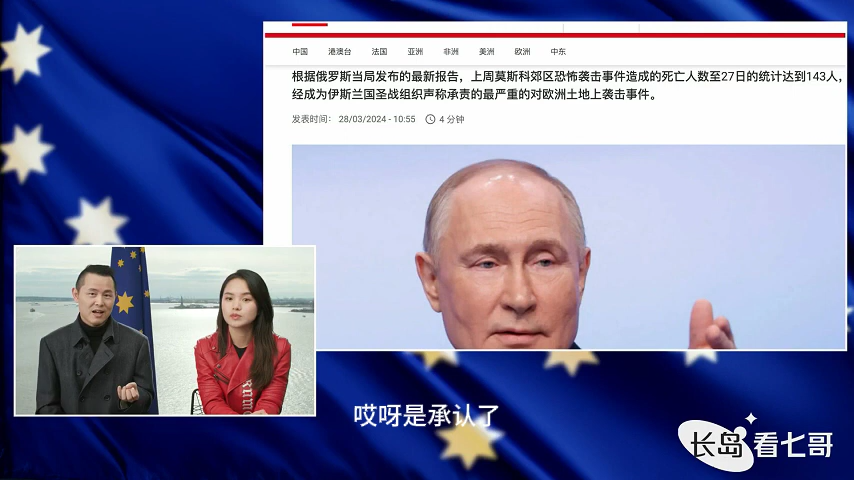 中国 港澳台 法国 亚洲 非洲 美洲 欧洲 中东
根据俄罗斯当局发布的最新报告，上周莫斯科郊区恐怖袭击事件造成的死亡人数至27日的统计达到143人，
经成为伊斯兰国圣战组织声称承责的最严重的对欧洲土地上袭击事件。
发表时间： 28/03/2024 - 10:55 4 分钟
哎呀是承认了
长岛看七哥